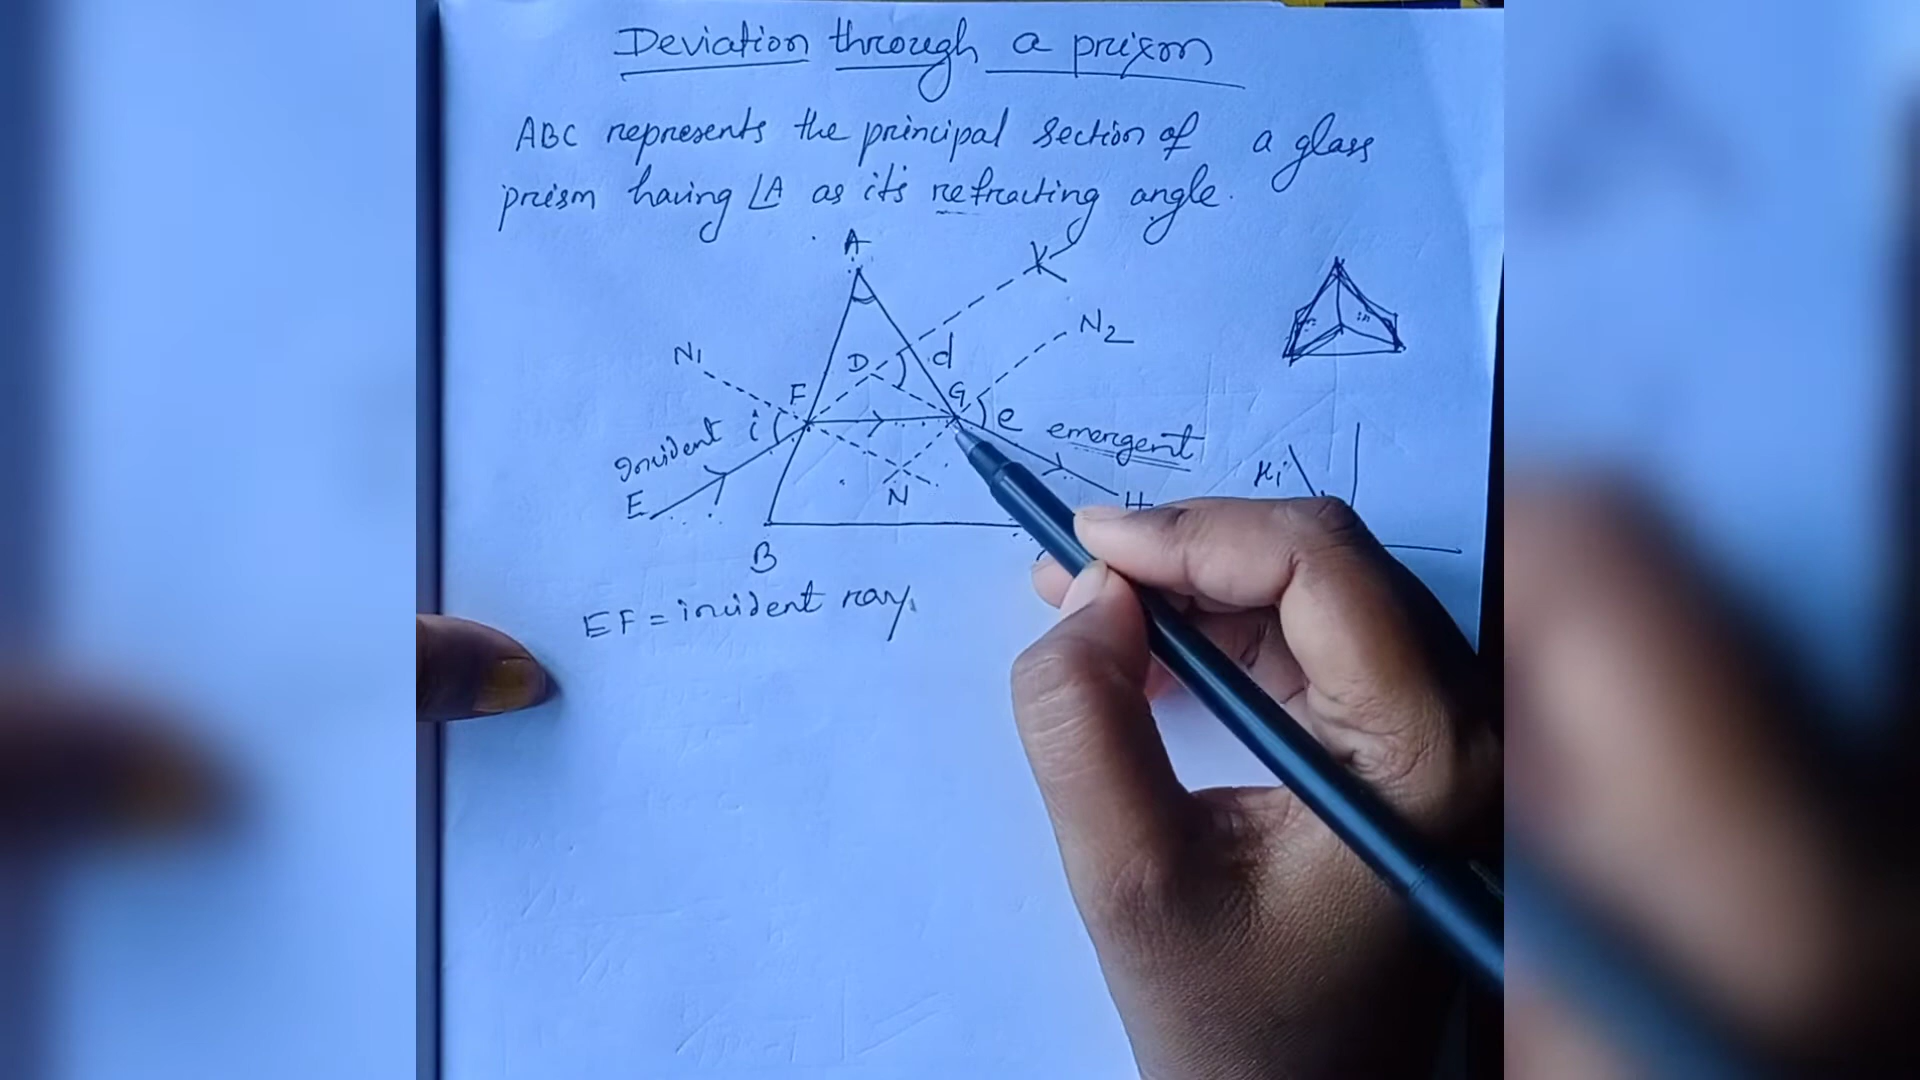 Deviation through a prism
ABC represents the principal section of a glass
prism having ∠A as its refracting angle.
A
K
N1
N2
D
d
F
G
i
e
Incident
emergent
E
N
H
B
EF = incident ray